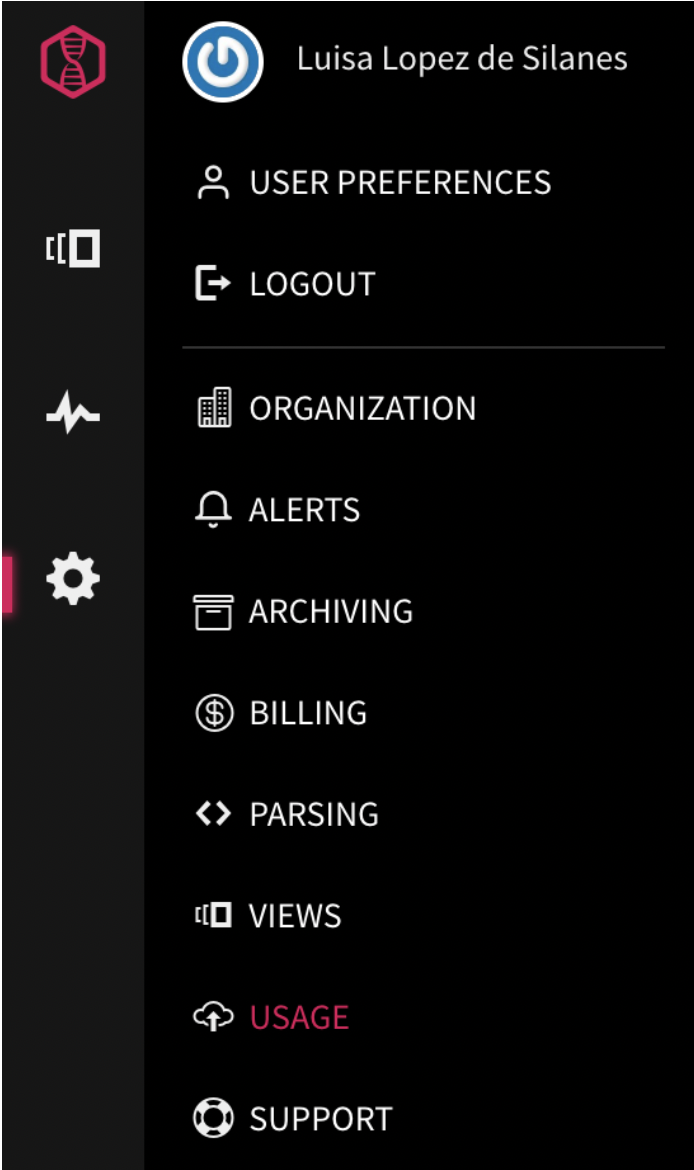 Luisa Lopez de Silanes
USER PREFERENCES
LOGOUT
ORGANIZATION
ALERTS
ARCHIVING
BILLING
PARSING
VIEWS
USAGE
SUPPORT